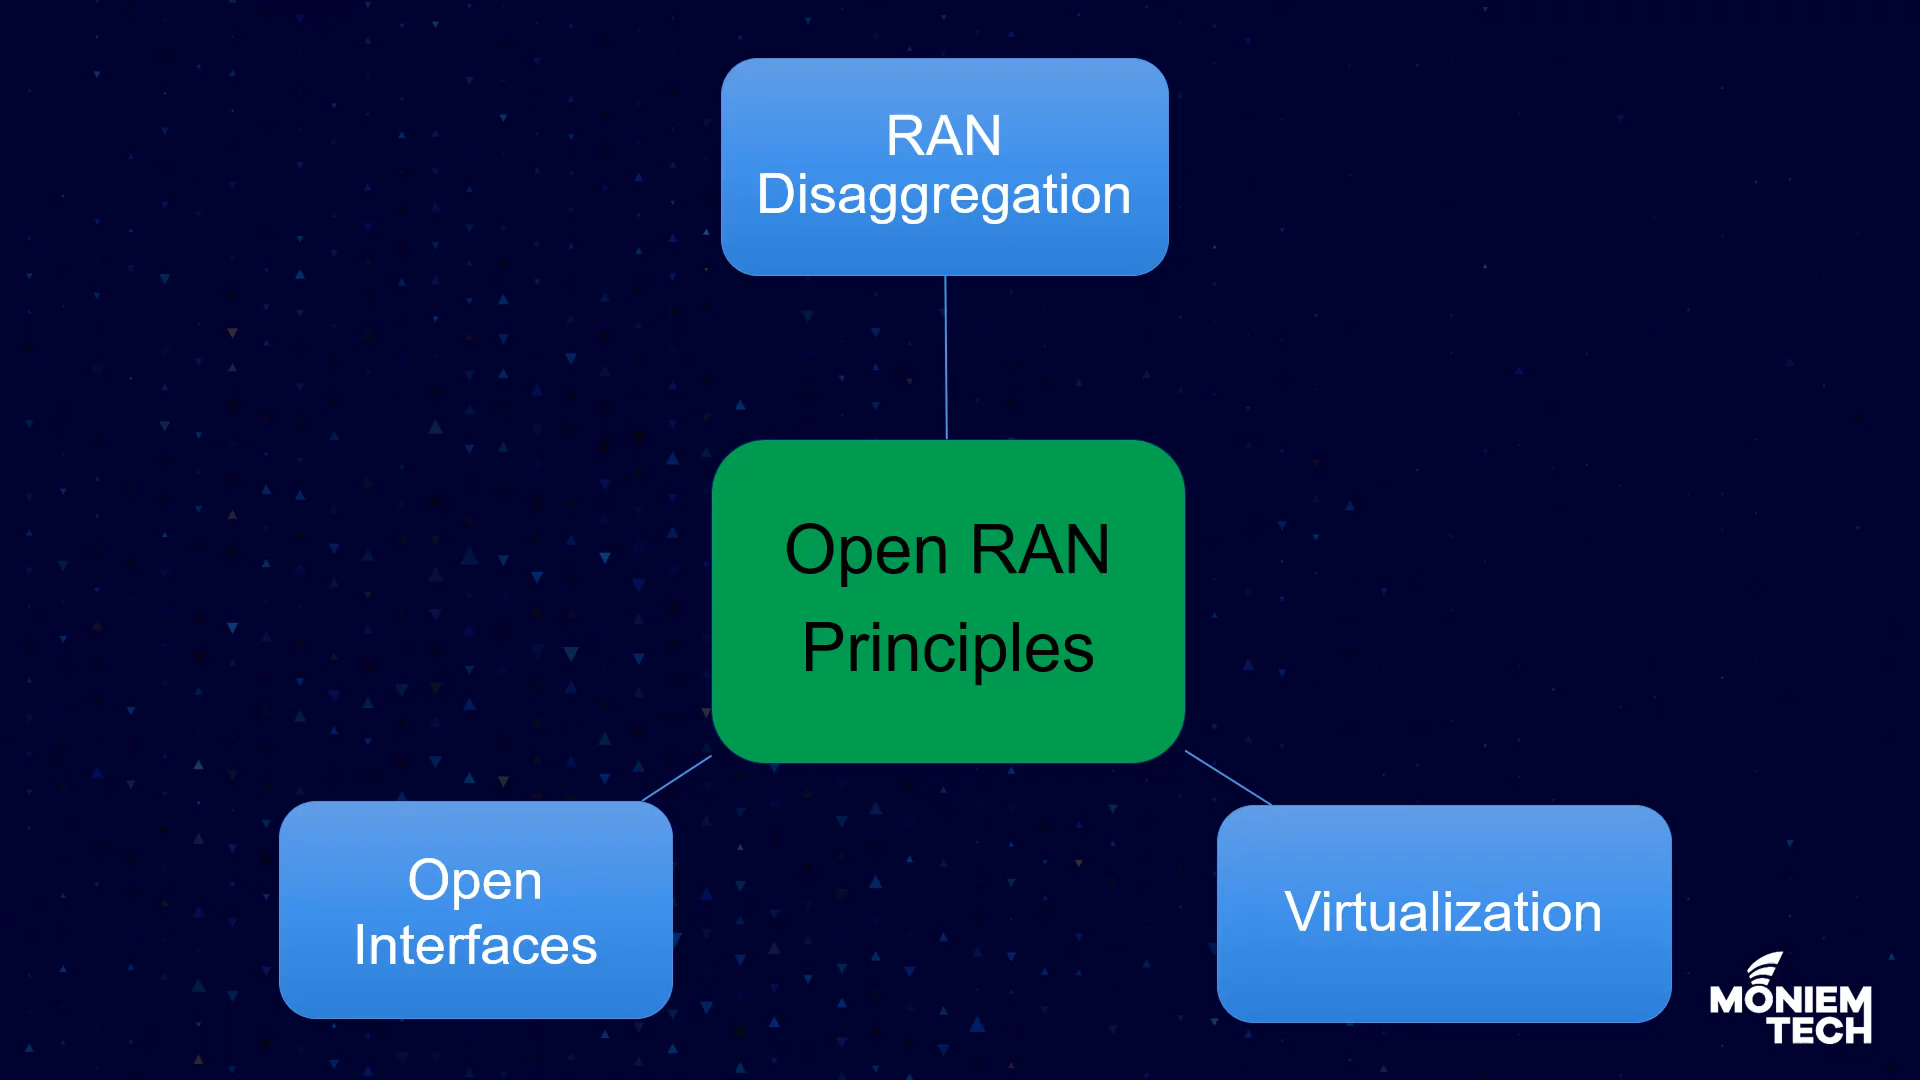 RAN
Disaggregation
Open RAN
Principles
Open
Interfaces
Virtualization
MONIEM
TECH